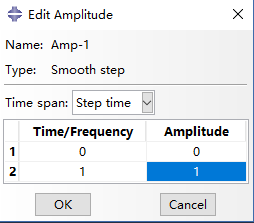 Edit Amplitude
Name: Amp-1
Type: Smooth step
Time span: Step time
Time/Frequency Amplitude
1 0 0
2 1 1
OK Cancel